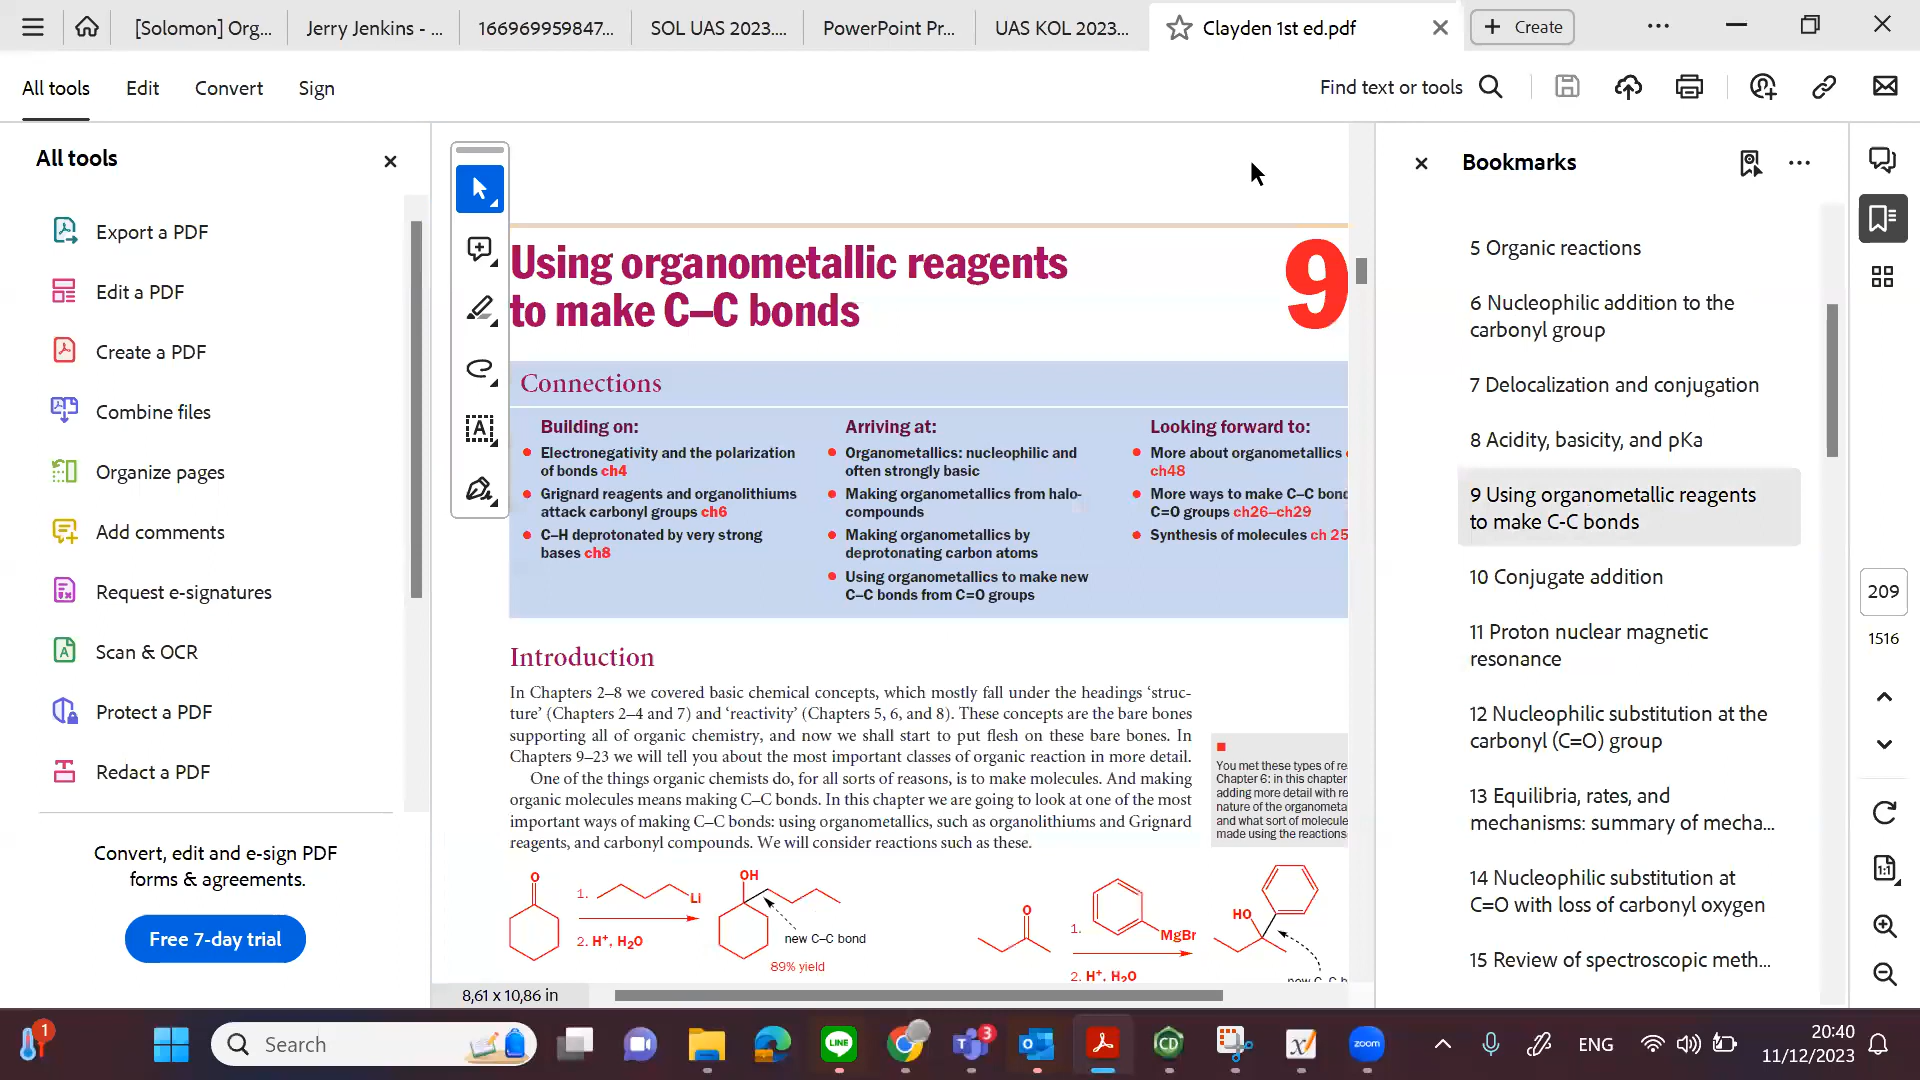 [Solomon] Org...
Jerry Jenkins - ...
166969959847...
SOL UAS 2023....
PowerPoint Pr...
UAS KOL 2023...
Clayden 1st ed.pdf
Create
All tools
Edit
Convert
Sign
Find text or tools
All tools
Export a PDF
Edit a PDF
Create a PDF
Combine files
Organize pages
Add comments
Request e-signatures
Scan & OCR
Protect a PDF
Redact a PDF
Convert, edit and e-sign PDF
forms & agreements.
Free 7-day trial
Using organometallic reagents
to make C–C bonds
9
Connections
Building on:
Electronegativity and the polarization
of bonds ch4
Grignard reagents and organolithiums
attack carbonyl groups ch6
C–H deprotonated by very strong
bases ch8
Arriving at:
Organometallics: nucleophilic and
often strongly basic
Making organometallics from halo-
compounds
Making organometallics by
deprotonating carbon atoms
Using organometallics to make new
C–C bonds from C=O groups
Looking forward to:
More about organometallics
ch48
More ways to make C–C bond
C=O groups ch26–ch29
Synthesis of molecules ch 25
Introduction
In Chapters 2–8 we covered basic chemical concepts, which mostly fall under the headings ‘struc-
ture’ (Chapters 2–4 and 7) and ‘reactivity’ (Chapters 5, 6, and 8). These concepts are the bare bones
supporting all of organic chemistry, and now we shall start to put flesh on these bare bones. In
Chapters 9–23 we will tell you about the most important classes of organic reaction in more detail.
One of the things organic chemists do, for all sorts of reasons, is to make molecules. And making
organic molecules means making C–C bonds. In this chapter we are going to look at one of the most
important ways of making C–C bonds: using organometallics, such as organolithiums and Grignard
reagents, and carbonyl compounds. We will consider reactions such as these.
You met these types of re
Chapter 6: in this chapter
adding more detail with re
nature of the organometa
and what sort of molecule
made using the reactions
O
1.
Li
2. H+, H2O
OH
new C–C bond
89% yield
O
1.
MgBr
2. H+, H2O
HO
8,61 x 10,86 in
Bookmarks
5 Organic reactions
6 Nucleophilic addition to the
carbonyl group
7 Delocalization and conjugation
8 Acidity, basicity, and pKa
9 Using organometallic reagents
to make C-C bonds
10 Conjugate addition
11 Proton nuclear magnetic
resonance
12 Nucleophilic substitution at the
carbonyl (C=O) group
13 Equilibria, rates, and
mechanisms: summary of mecha...
14 Nucleophilic substitution at
C=O with loss of carbonyl oxygen
15 Review of spectroscopic meth...
209
1516
1:1
1
Search
LINE
3
CD
zoom
ENG
20:40
11/12/2023